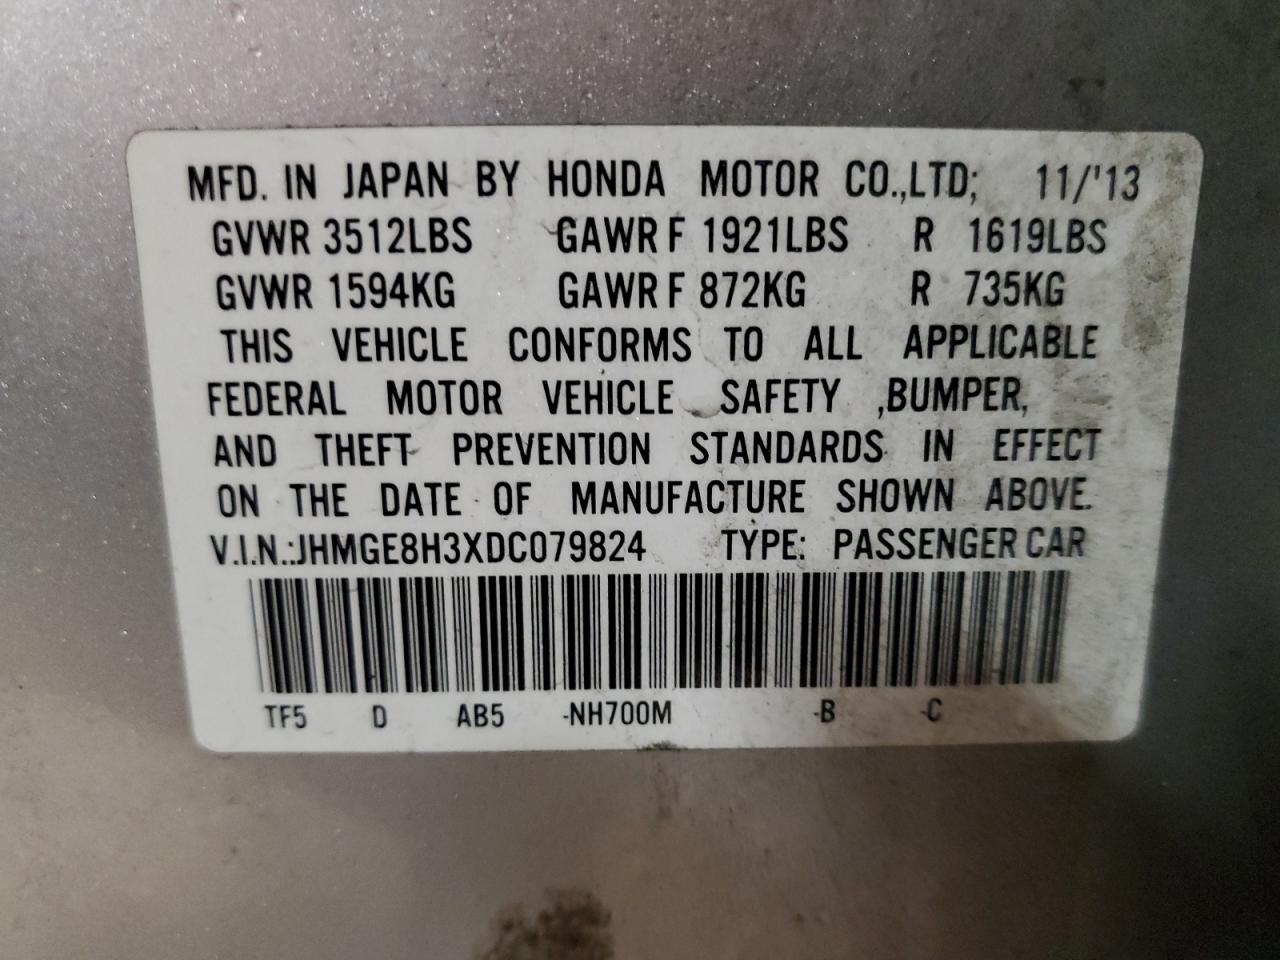 MFD. IN JAPAN BY HONDA MOTOR CO.,LTD; 11/'13
GVWR 3512LBS GAWR F 1921LBS R 1619LBS
GVWR 1594KG GAWR F 872KG R 735KG
THIS VEHICLE CONFORMS TO ALL APPLICABLE
FEDERAL MOTOR VEHICLE SAFETY ,BUMPER,
AND THEFT PREVENTION STANDARDS IN EFFECT
ON THE DATE OF MANUFACTURE SHOWN ABOVE.
V.I.N.:JHMGE8H3XDC079824 TYPE: PASSENGER CAR
TF5 D AB5 -NH700M -B -C